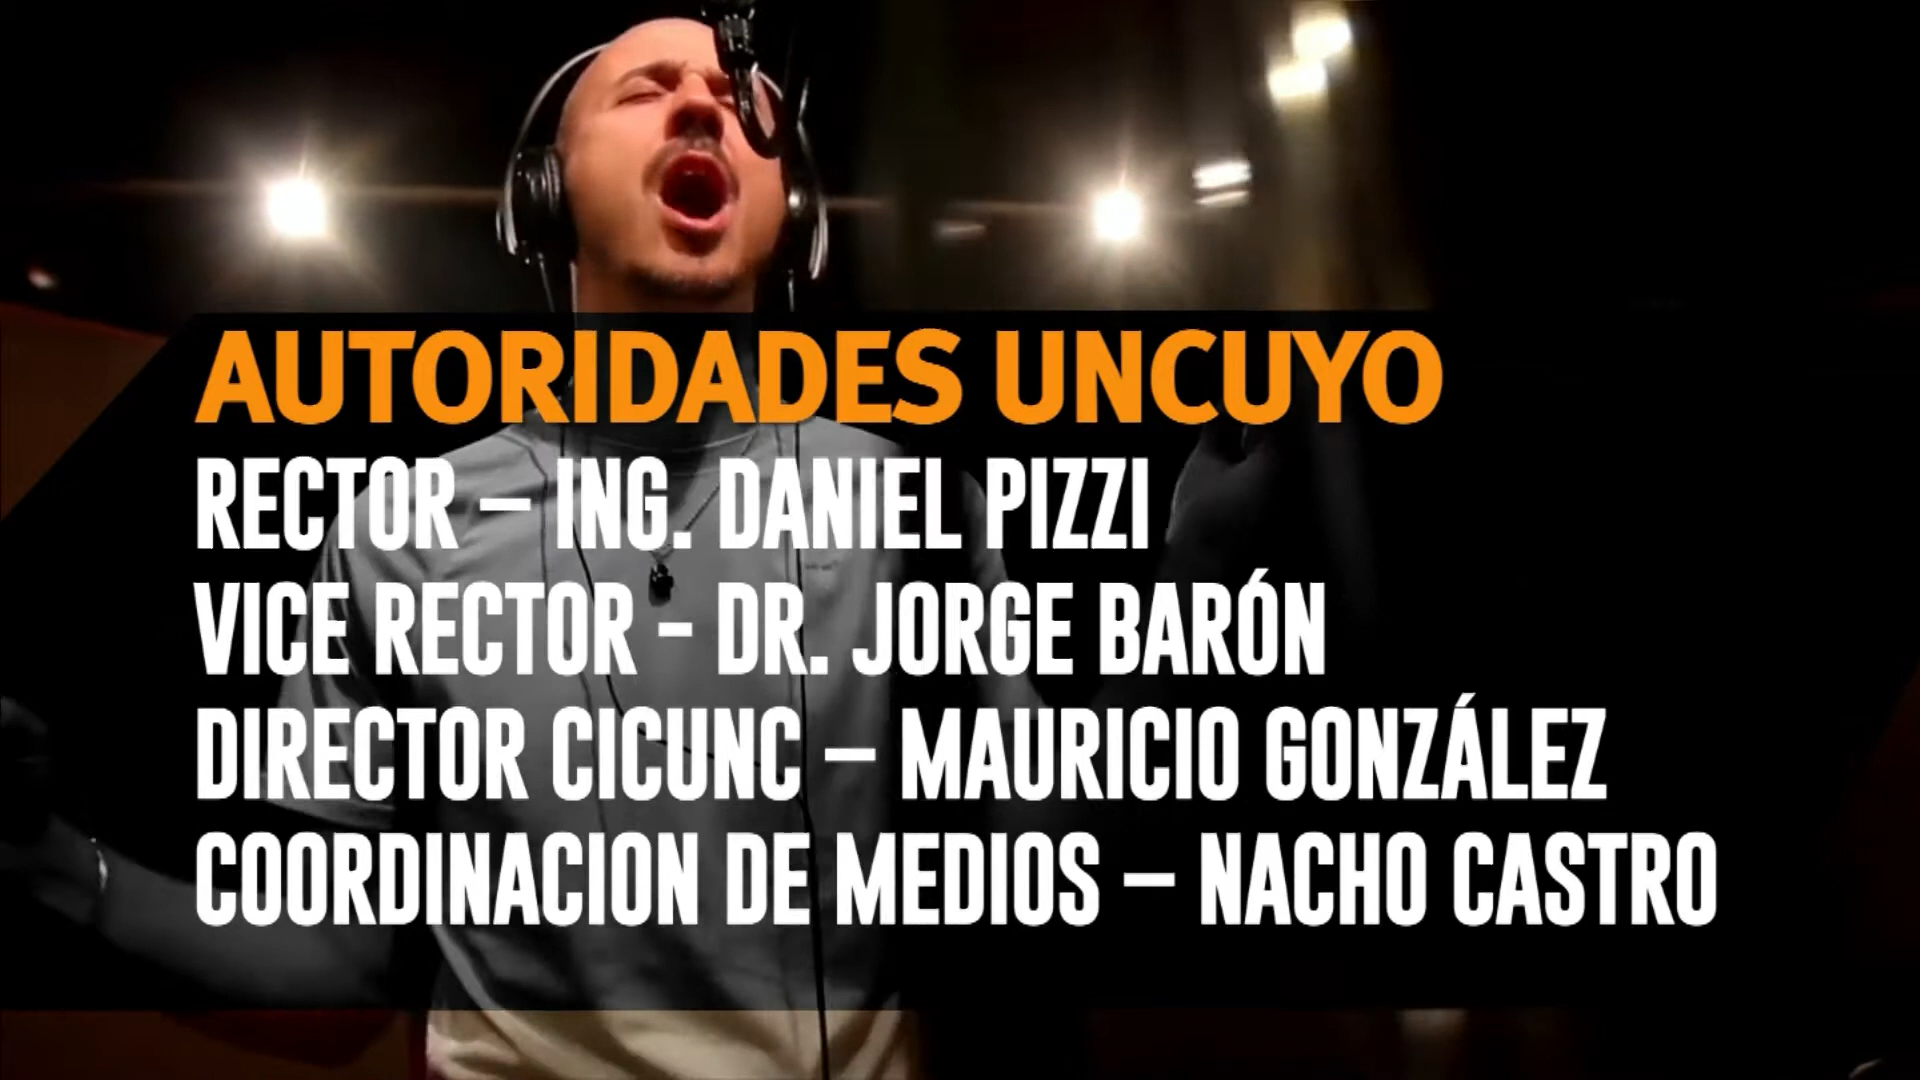 AUTORIDADES UNCUYO
RECTOR – ING. DANIEL PIZZI
VICE RECTOR - DR. JORGE BARÓN
DIRECTOR CICUNC – MAURICIO GONZÁLEZ
COORDINACION DE MEDIOS – NACHO CASTRO